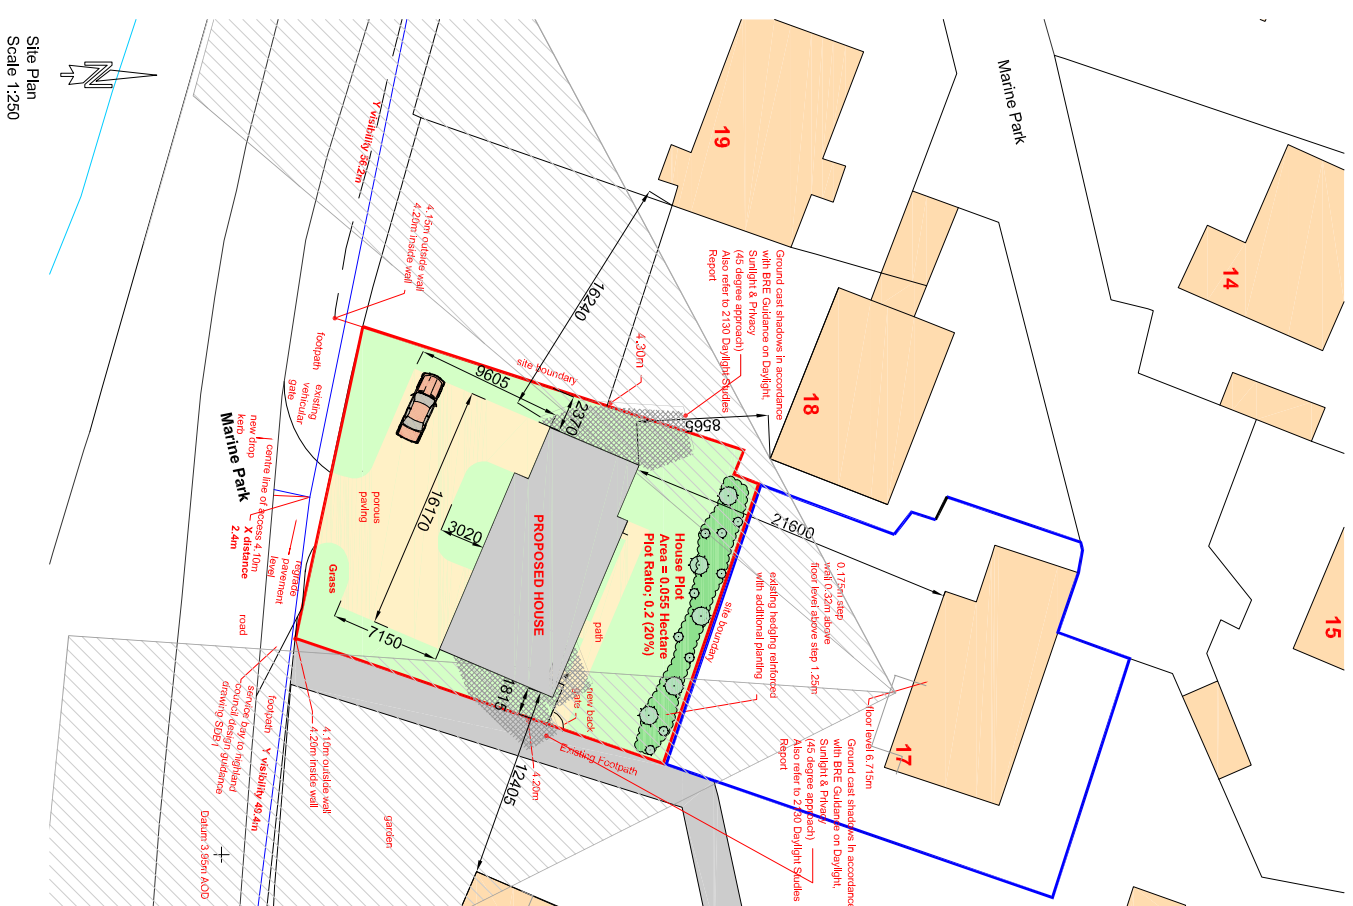 Site Plan
Scale 1:250
N
Marine Park
19
14
18
15
17
Y visibility 56.2m
4.15m outside wall
4.20m inside wall
16240
4.30m
Ground cast shadows in accordance
with BRE Guidance on Daylight,
Sunlight & Privacy
(45 degree approach)
Also refer to 2130 Daylight Studies
Report
site boundary
9605
2370
8565
footpath
existing
vehicular
gate
Marine Park
new drop
kerb
centre line of access 4.10m
X distance
2.4m
regrade
pavement
level
road
porous
paving
16170
3020
Grass
7150
PROPOSED HOUSE
House Plot
Area = 0.055 Hectare
Plot Ratio; 0.2 (20%)
path
new back
gate
1815
21600
site boundary
existing hedging reinforced
with additional planting
0.175m step
wall 0.32m above
floor level above step 1.25m
floor level 6.715m
Ground cast shadows in accordance
with BRE Guidance on Daylight,
Sunlight & Privacy
(45 degree approach)
Also refer to 2130 Daylight Studies
Report
Existing Footpath
4.20m
12405
4.10m outside wall
4.20m inside wall
footpath
Y visibility 49.4m
service bay to highland
council design guidance
drawing SDB1
garden
Datum 3.95m AOD